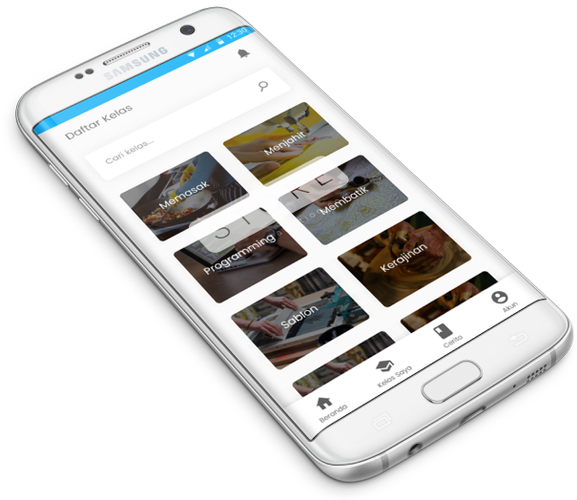 SAMSUNG
12:30
Daftar Kelas
Cari kelas...
Memasak
Menjahit
Programming
Membatik
Sablon
Kerajinan
Beranda
Kelas Saya
Cerita
Akun